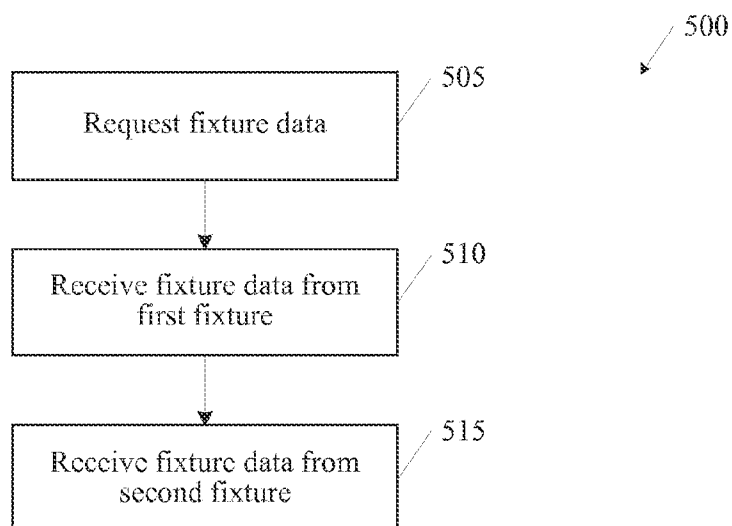 500
505
Request fixture data
510
Receive fixture data from
first fixture
515
Receive fixture data from
second fixture